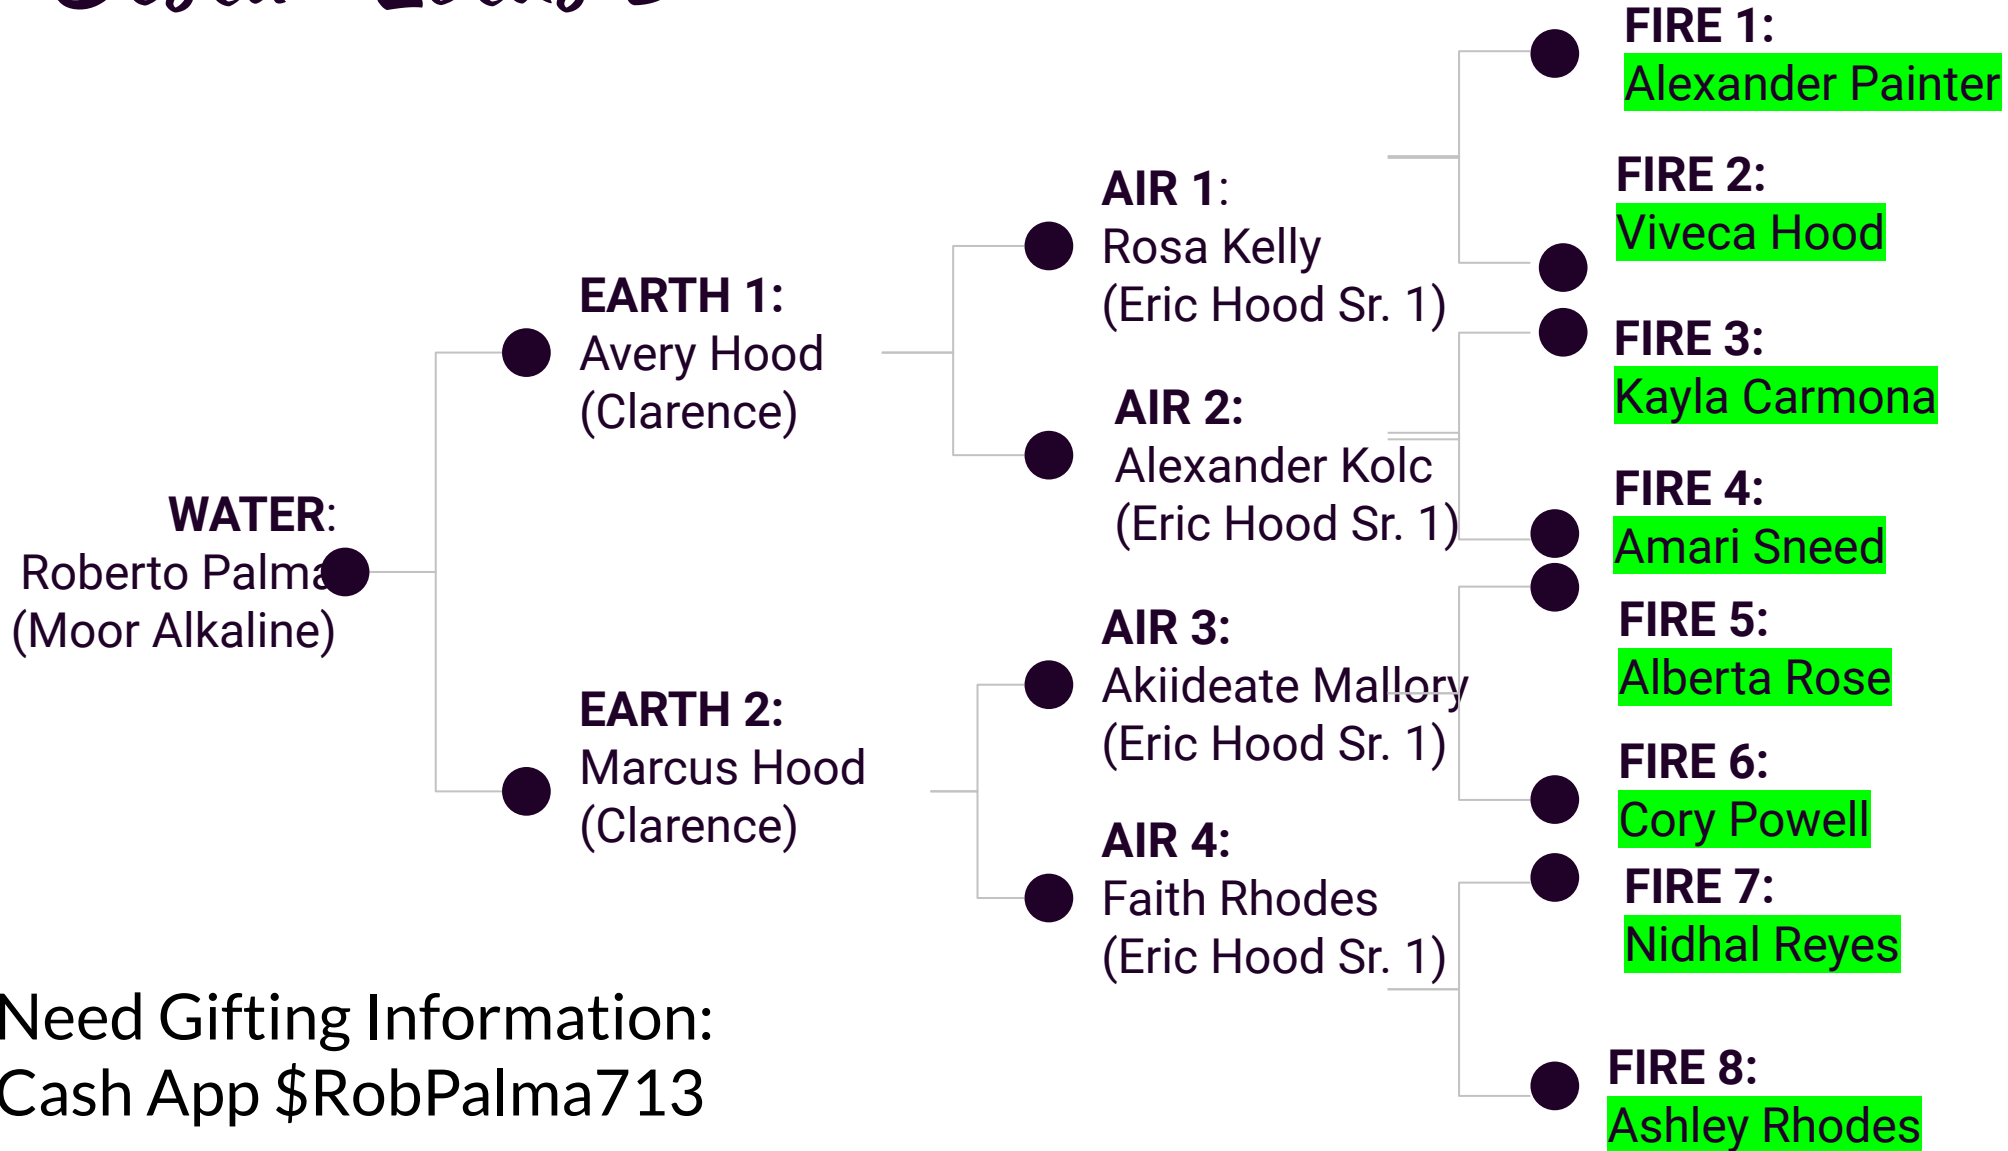 WATER:
Roberto Palma
(Moor Alkaline)
EARTH 1:
Avery Hood
(Clarence)
EARTH 2:
Marcus Hood
(Clarence)
AIR 1:
Rosa Kelly
(Eric Hood Sr. 1)
AIR 2:
Alexander Kolc
(Eric Hood Sr. 1)
AIR 3:
Akiideate Mallory
(Eric Hood Sr. 1)
AIR 4:
Faith Rhodes
(Eric Hood Sr. 1)
FIRE 1:
Alexander Painter
FIRE 2:
Viveca Hood
FIRE 3:
Kayla Carmona
FIRE 4:
Amari Sneed
FIRE 5:
Alberta Rose
FIRE 6:
Cory Powell
FIRE 7:
Nidhal Reyes
FIRE 8:
Ashley Rhodes
Need Gifting Information:
Cash App $RobPalma713